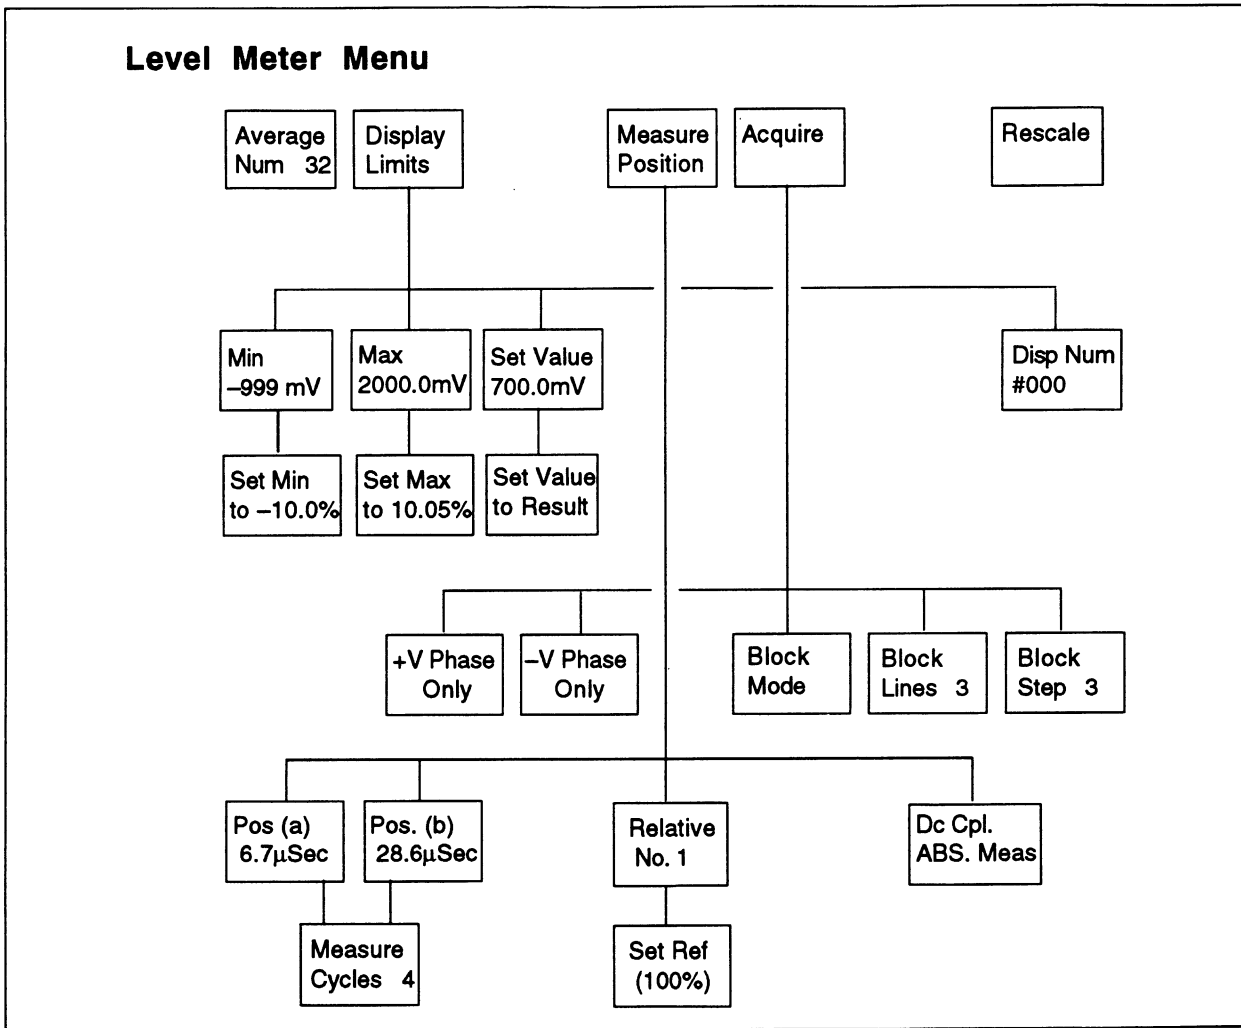 Level Meter Menu
Average
Num 32
Display
Limits
Measure
Position
Acquire
Rescale
Min
–999 mV
Max
2000.0mV
Set Value
700.0mV
Disp Num
#000
Set Min
to –10.0%
Set Max
to 10.05%
Set Value
to Result
+V Phase
Only
–V Phase
Only
Block
Mode
Block
Lines 3
Block
Step 3
Pos (a)
6.7µSec
Pos. (b)
28.6µSec
Relative
No. 1
Dc Cpl.
ABS. Meas
Measure
Cycles 4
Set Ref
(100%)